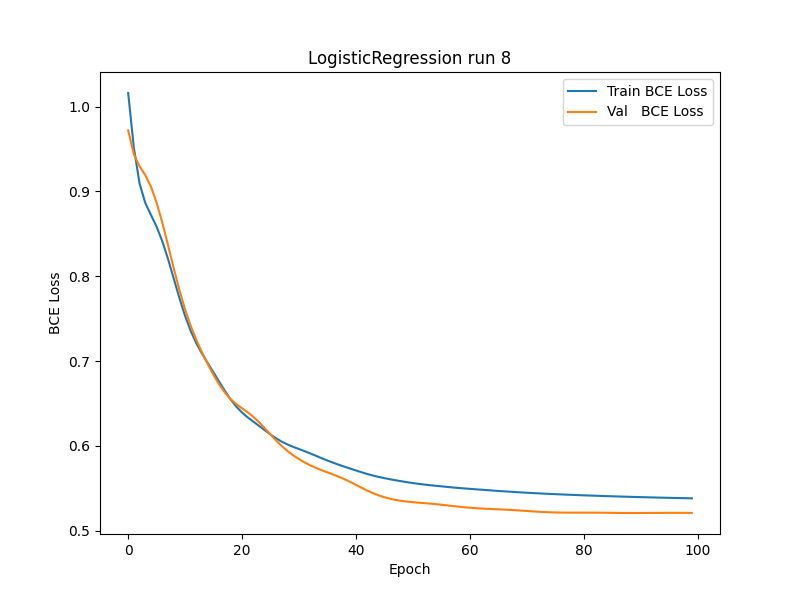 LogisticRegression run 8
Train BCE Loss
Val   BCE Loss
1.0
0.9
0.8
0.7
0.6
0.5
BCE Loss
0 20 40 60 80 100
Epoch